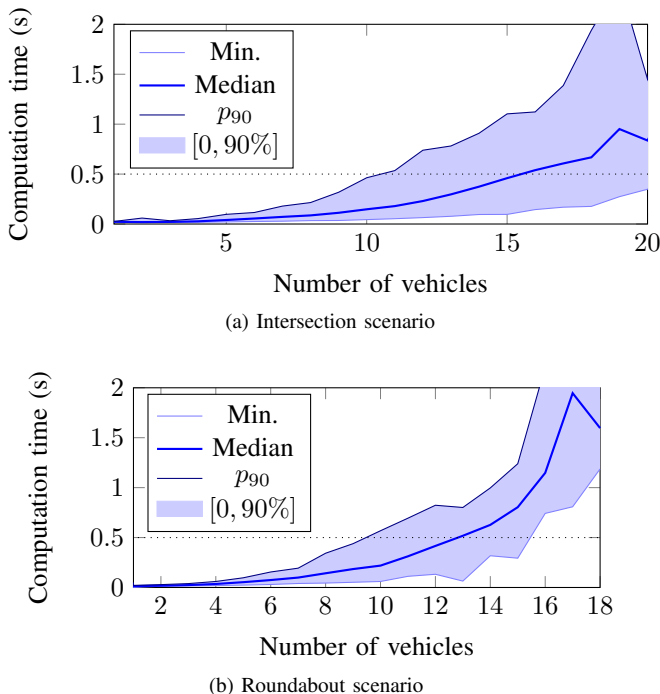 2
1.5
1
0.5
0
Computation time (s)
Min.
Median
p90
[0, 90%]
5
10
15
20
Number of vehicles
(a) Intersection scenario
2
1.5
1
0.5
0
Computation time (s)
Min.
Median
p90
[0, 90%]
2 4 6 8 10 12 14 16 18
Number of vehicles
(b) Roundabout scenario